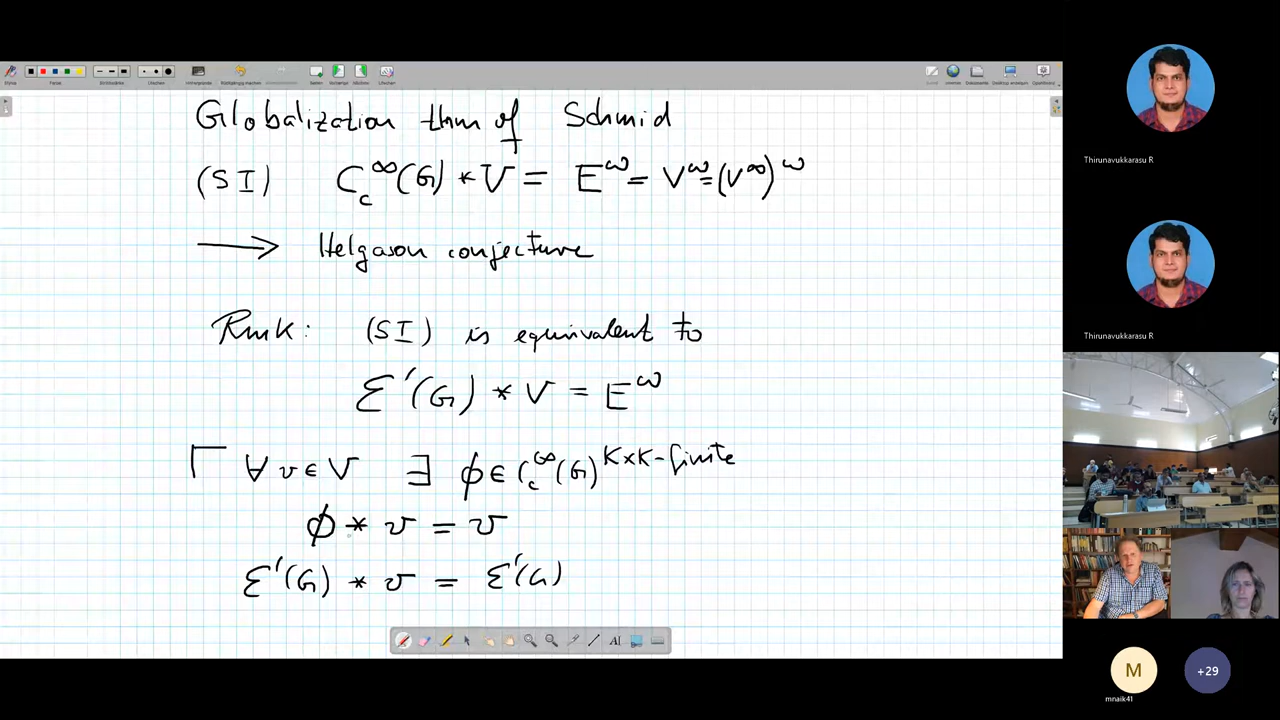 Globalization thm of Schmid
(SI) C_c^∞(G) * V = E^ω = V^ω = (V^∞)^ω
⟶ Helgason conjecture
Rmk: (SI) is equivalent to
ℰ'(G) * V = E^ω
⌈ ∀ v ∈ V ∃ ϕ ∈ C_c^∞(G)^{K×K-finite}
ϕ * v = v
ℰ'(G) * v = ℰ'(G)
Thirunavukkarasu R
Thirunavukkarasu R
M
+29
mnaik41